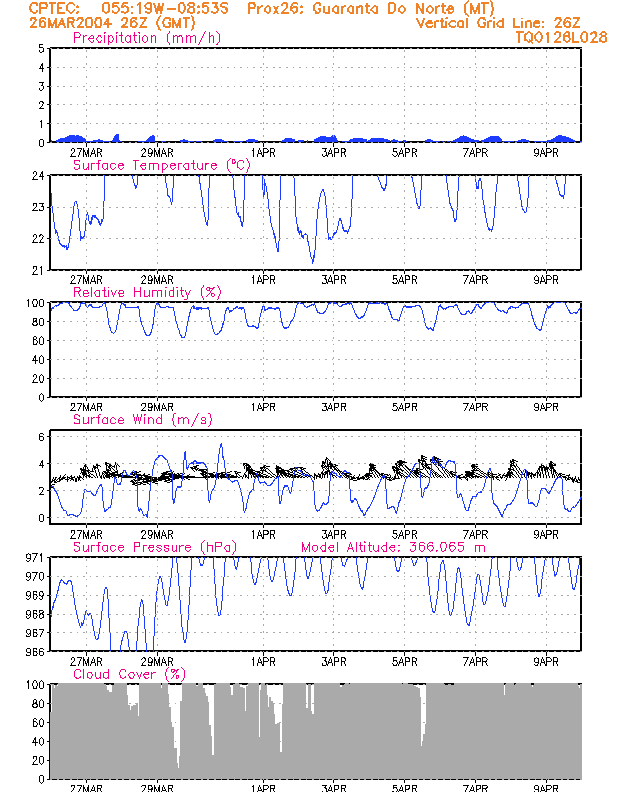 CPTEC: 055:19W-08:53S Prox26: Guaranta Do Norte (MT)
26MAR2004 26Z (GMT) Vertical Grid Line: 26Z
Precipitation (mm/h) TQ0126L028
5
4
3
2
1
0
27MAR 29MAR 1APR 3APR 5APR 7APR 9APR
Surface Temperature (ºC)
24
23
22
21
27MAR 29MAR 1APR 3APR 5APR 7APR 9APR
Relative Humidity (%)
100
80
60
40
20
0
27MAR 29MAR 1APR 3APR 5APR 7APR 9APR
Surface Wind (m/s)
6
4
2
0
27MAR 29MAR 1APR 3APR 5APR 7APR 9APR
Surface Pressure (hPa) Model Altitude: 366.065 m
971
970
969
968
967
966
27MAR 29MAR 1APR 3APR 5APR 7APR 9APR
Cloud Cover (%)
100
80
60
40
20
0
27MAR 29MAR 1APR 3APR 5APR 7APR 9APR